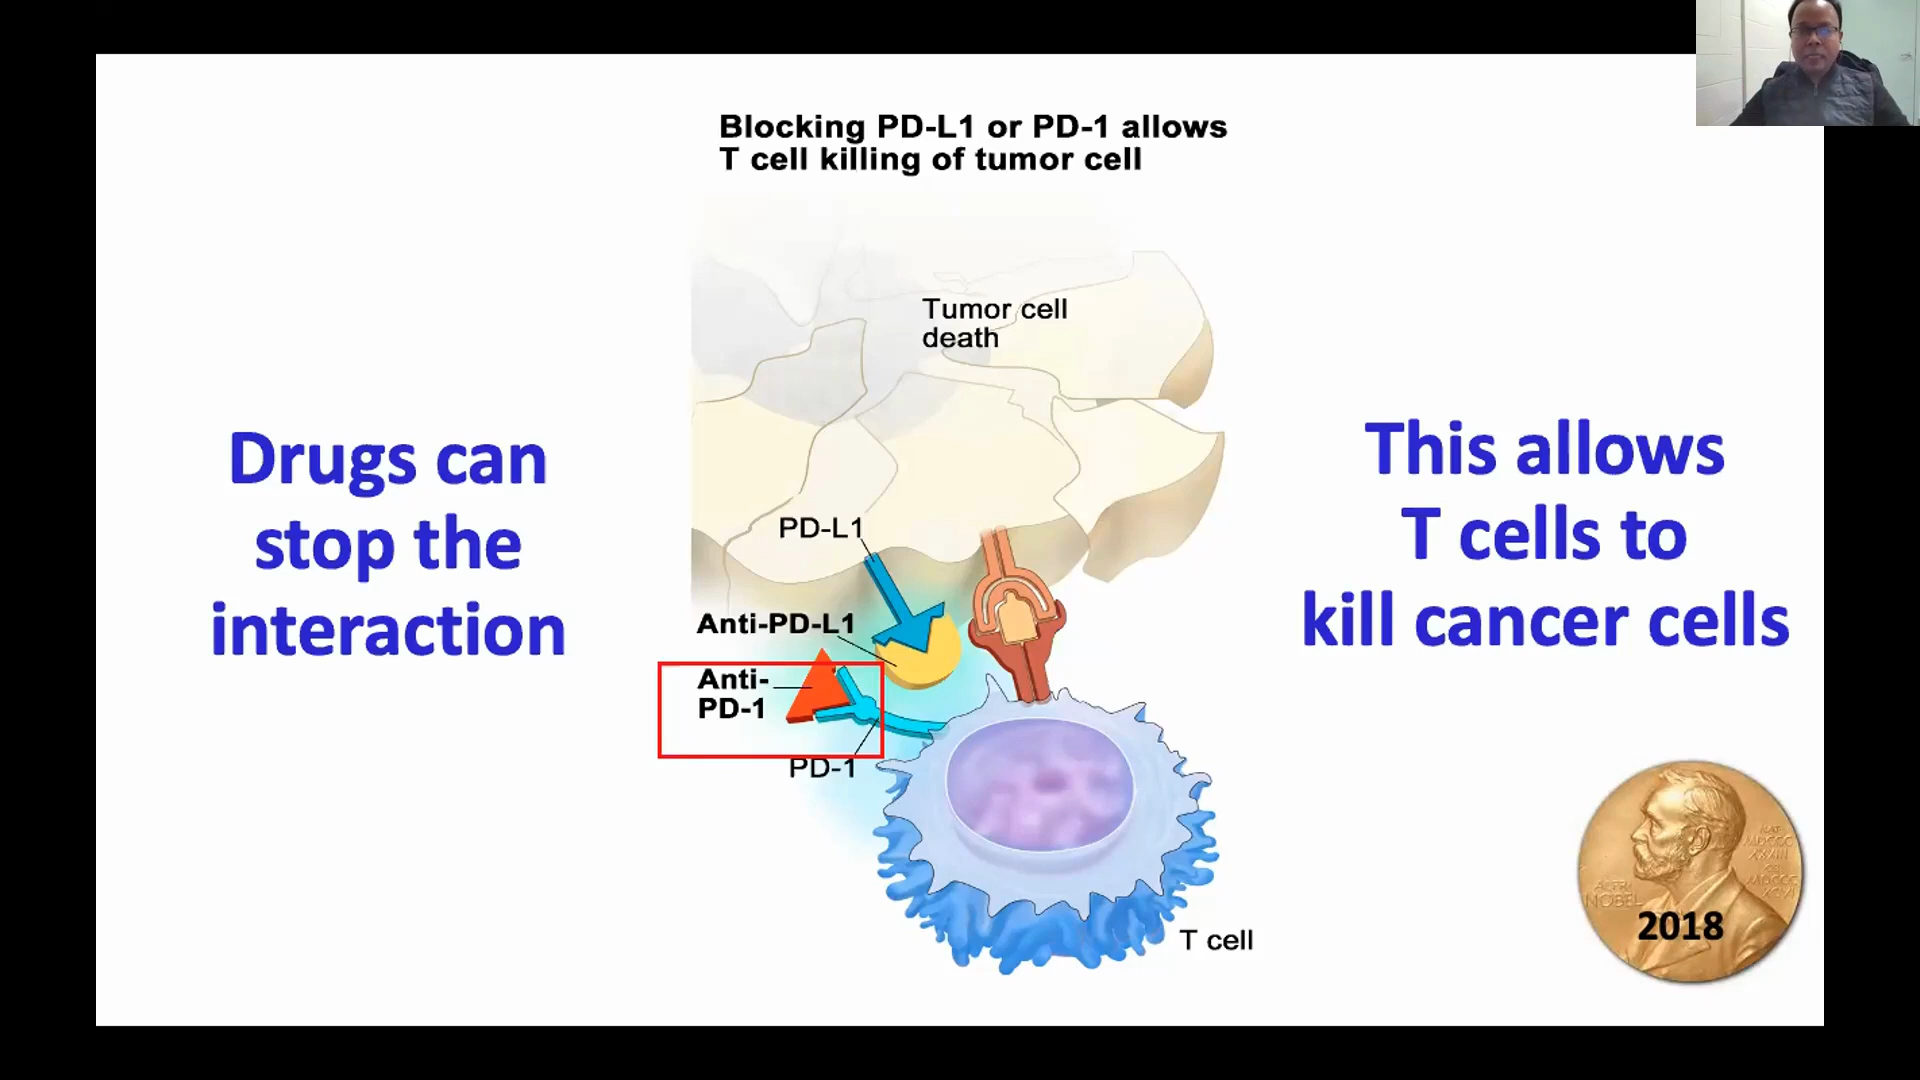 Blocking PD-L1 or PD-1 allows
T cell killing of tumor cell
Tumor cell
death
Drugs can
stop the
interaction
PD-L1
Anti-PD-L1
Anti-
PD-1
PD-1
T cell
This allows
T cells to
kill cancer cells
2018